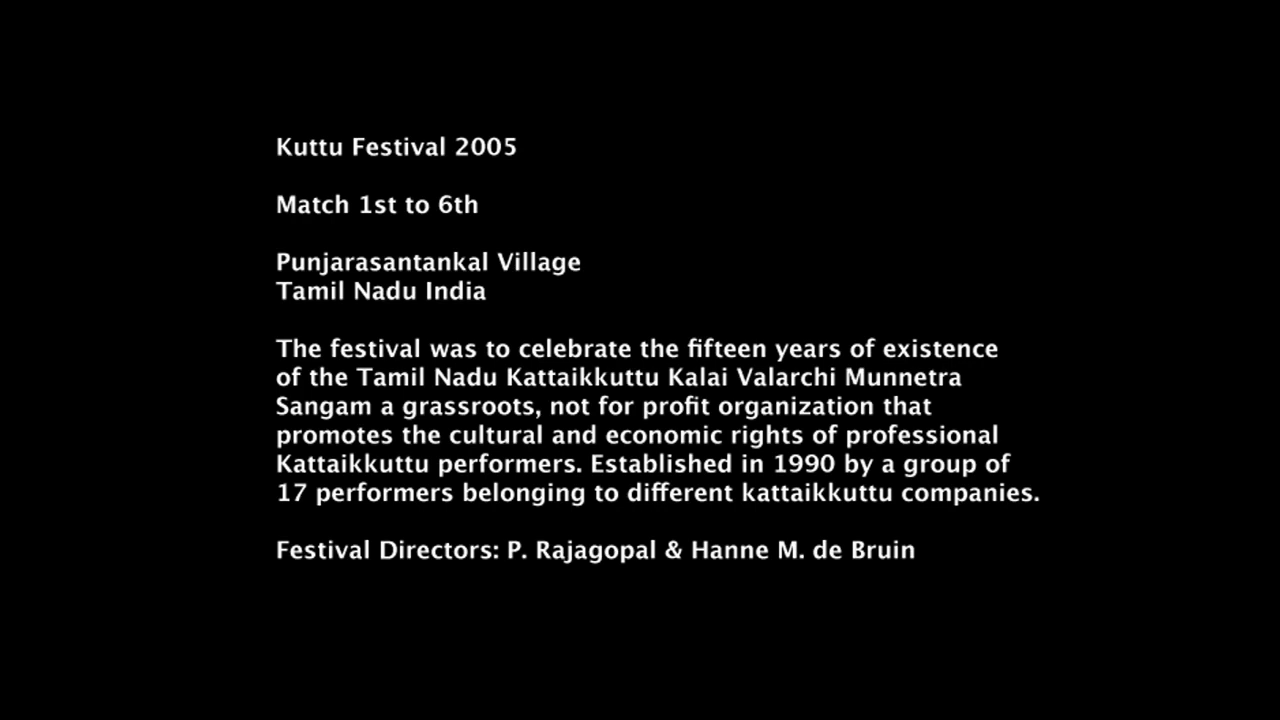 Kuttu Festival 2005
Match 1st to 6th
Punjarasantankal Village
Tamil Nadu India
The festival was to celebrate the fifteen years of existence
of the Tamil Nadu Kattaikkuttu Kalai Valarchi Munnetra
Sangam a grassroots, not for profit organization that
promotes the cultural and economic rights of professional
Kattaikkuttu performers. Established in 1990 by a group of
17 performers belonging to different kattaikkuttu companies.
Festival Directors: P. Rajagopal & Hanne M. de Bruin